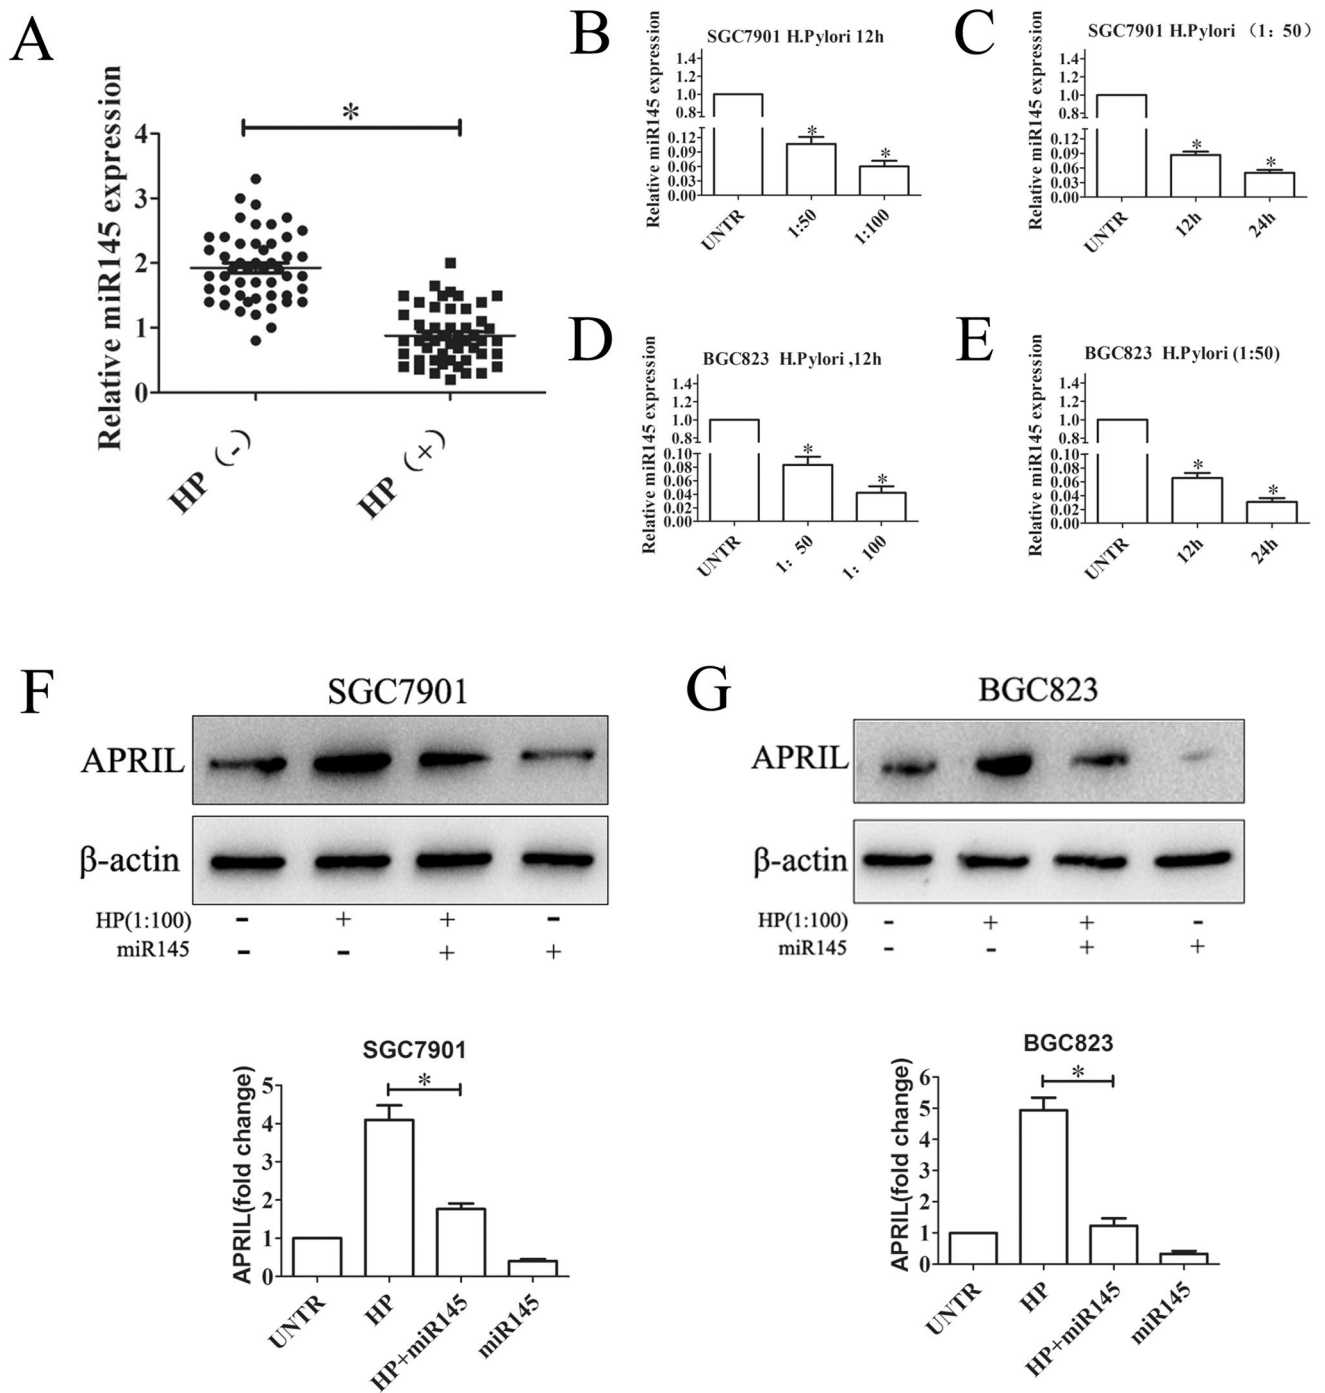 A
Relative miR145 expression
4
3
2
1
0
*
HP (-)
HP (+)
B
SGC7901 H.Pylori 12h
Relative miR145 expression
1.4
1.2
1.0
0.8
0.12
0.09
0.06
0.03
0.00
*
*
UNTR
1:50
1:100
C
SGC7901 H.Pylori (1: 50)
Relative miR145 expression
1.4
1.2
1.0
0.8
0.12
0.09
0.06
0.03
0.00
*
*
UNTR
12h
24h
D
BGC823 H.Pylori ,12h
Relative miR145 expression
1.4
1.2
1.0
0.8
0.10
0.08
0.06
0.04
0.02
0.00
*
*
UNTR
1: 50
1: 100
E
BGC823 H.Pylori (1:50)
Relative miR145 expression
1.4
1.2
1.0
0.8
0.10
0.08
0.06
0.04
0.02
0.00
*
*
UNTR
12h
24h
F
SGC7901
APRIL
β-actin
HP(1:100) - + + -
miR145 - - + +
SGC7901
APRIL(fold change)
5
4
3
2
1
0
*
UNTR
HP
HP+miR145
miR145
G
BGC823
APRIL
β-actin
HP(1:100) - + + -
miR145 - - + +
BGC823
APRIL(fold change)
6
5
4
3
2
1
0
*
UNTR
HP
HP+miR145
miR145